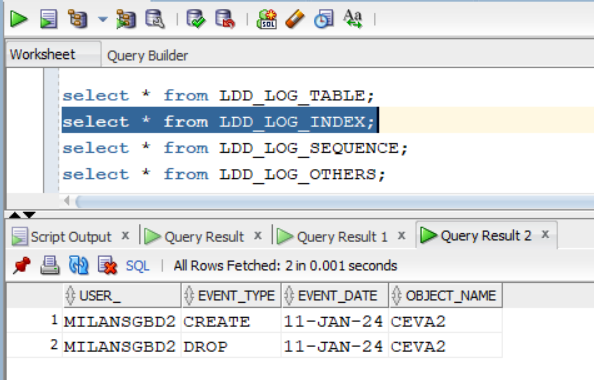 Worksheet Query Builder
select * from LDD_LOG_TABLE;
select * from LDD_LOG_INDEX;
select * from LDD_LOG_SEQUENCE;
select * from LDD_LOG_OTHERS;
Script Output x Query Result x Query Result 1 x Query Result 2 x
SQL All Rows Fetched: 2 in 0.001 seconds
USER_ EVENT_TYPE EVENT_DATE OBJECT_NAME
1 MILANSGBD2 CREATE 11-JAN-24 CEVA2
2 MILANSGBD2 DROP 11-JAN-24 CEVA2